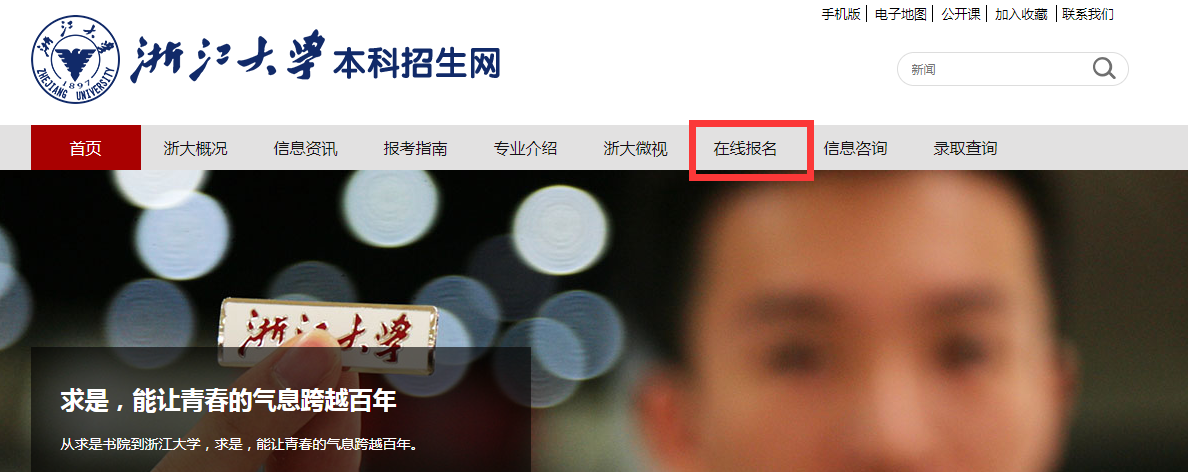 手机版 | 电子地图 | 公开课 | 加入收藏 | 联系我们
浙江大学本科招生网
ZHEJIANG UNIVERSITY
1897
新闻
首页 浙大概况 信息资讯 报考指南 专业介绍 浙大微视 在线报名 信息咨询 录取查询
浙江大学
求是，能让青春的气息跨越百年
从求是书院到浙江大学，求是，能让青春的气息跨越百年。